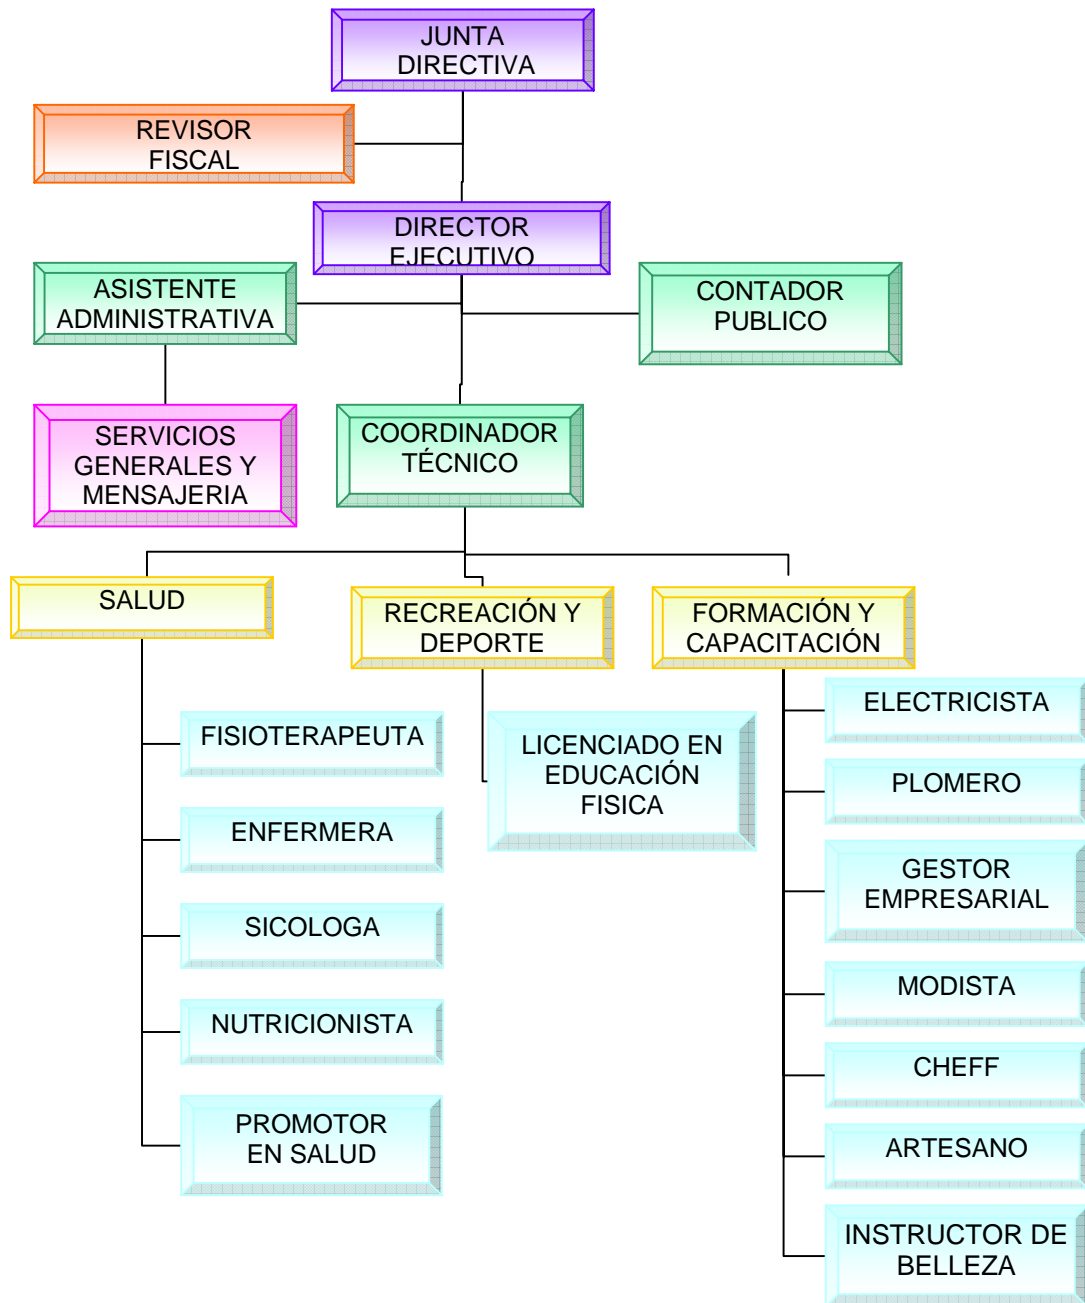 JUNTA
DIRECTIVA
REVISOR
FISCAL
DIRECTOR
EJECUTIVO
ASISTENTE
ADMINISTRATIVA
CONTADOR
PUBLICO
SERVICIOS
GENERALES Y
MENSAJERIA
COORDINADOR
TÉCNICO
SALUD
RECREACIÓN Y
DEPORTE
FORMACIÓN Y
CAPACITACIÓN
FISIOTERAPEUTA
ENFERMERA
SICOLOGA
NUTRICIONISTA
PROMOTOR
EN SALUD
LICENCIADO EN
EDUCACIÓN
FISICA
ELECTRICISTA
PLOMERO
GESTOR
EMPRESARIAL
MODISTA
CHEFF
ARTESANO
INSTRUCTOR DE
BELLEZA